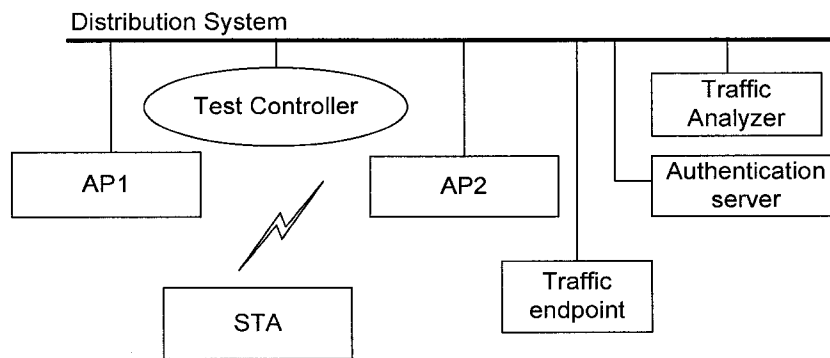 Distribution System
Test Controller
Traffic
Analyzer
AP1
AP2
Authentication
server
Traffic
endpoint
STA